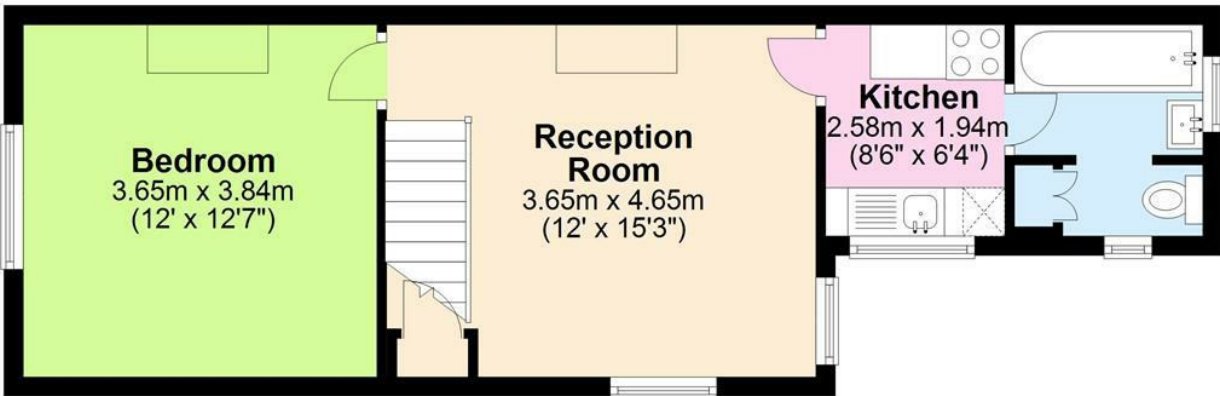 Bedroom
3.65m x 3.84m
(12' x 12'7")
Reception
Room
3.65m x 4.65m
(12' x 15'3")
Kitchen
2.58m x 1.94m
(8'6" x 6'4")